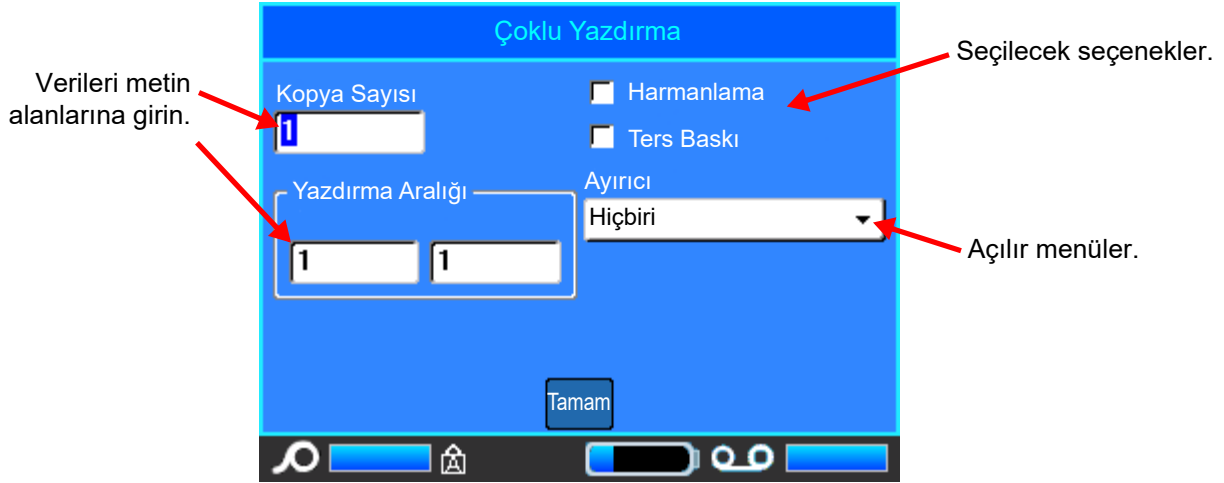 Çoklu Yazdırma
Seçilecek seçenekler.
Verileri metin
alanlarına girin.
Kopya Sayısı
1
Harmanlama
Ters Baskı
Yazdırma Aralığı
1 1
Ayırıcı
Hiçbiri
Açılır menüler.
Tamam
A